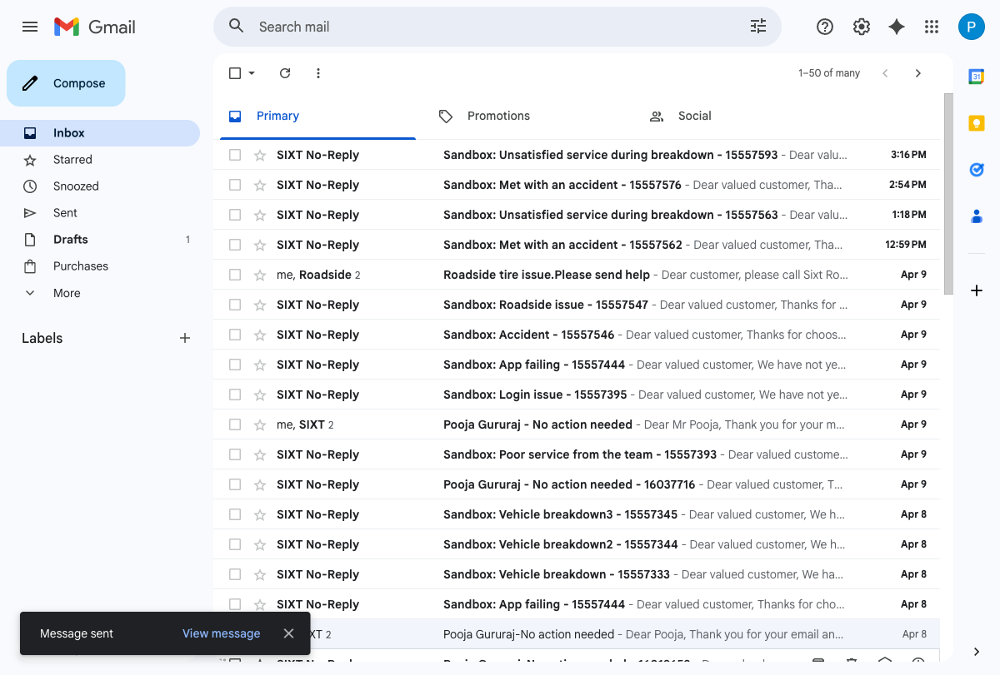 Gmail
Search mail
P
Compose
1–50 of many
31
Primary
Promotions
Social
Inbox
Starred
Snoozed
Sent
Drafts 1
Purchases
More
Labels
SIXT No-Reply Sandbox: Unsatisfied service during breakdown - 15557593 - Dear valu... 3:16 PM
SIXT No-Reply Sandbox: Met with an accident - 15557576 - Dear valued customer, Tha... 2:54 PM
SIXT No-Reply Sandbox: Unsatisfied service during breakdown - 15557563 - Dear valu... 1:18 PM
SIXT No-Reply Sandbox: Met with an accident - 15557562 - Dear valued customer, Tha... 12:59 PM
me, Roadside 2 Roadside tire issue.Please send help - Dear customer, please call Sixt Ro... Apr 9
SIXT No-Reply Sandbox: Roadside issue - 15557547 - Dear valued customer, Thanks for ... Apr 9
SIXT No-Reply Sandbox: Accident - 15557546 - Dear valued customer, Thanks for choos... Apr 9
SIXT No-Reply Sandbox: App failing - 15557444 - Dear valued customer, We have not ye... Apr 9
SIXT No-Reply Sandbox: Login issue - 15557395 - Dear valued customer, We have not ye... Apr 9
me, SIXT 2 Pooja Gururaj - No action needed - Dear Mr Pooja, Thank you for your m... Apr 9
SIXT No-Reply Sandbox: Poor service from the team - 15557393 - Dear valued custome... Apr 9
SIXT No-Reply Pooja Gururaj - No action needed - 16037716 - Dear valued customer, T... Apr 9
SIXT No-Reply Sandbox: Vehicle breakdown3 - 15557345 - Dear valued customer, We h... Apr 8
SIXT No-Reply Sandbox: Vehicle breakdown2 - 15557344 - Dear valued customer, We h... Apr 8
SIXT No-Reply Sandbox: Vehicle breakdown - 15557333 - Dear valued customer, We ha... Apr 8
SIXT No-Reply Sandbox: App failing - 15557444 - Dear valued customer, Thanks for cho... Apr 8
XT 2 Pooja Gururaj-No action needed - Dear Pooja, Thank you for your email an... Apr 8
Message sent View message